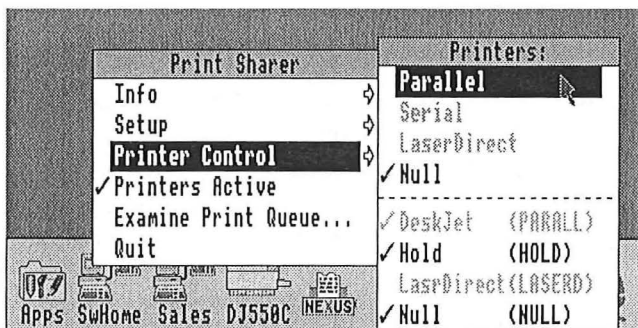 Print Sharer
Info
Setup
Printer Control
✓Printers Active
Examine Print Queue...
Quit
Printers:
Parallel
Serial
LaserDirect
✓Null
✓DeskJet (PARALL)
✓Hold (HOLD)
LasrDirect(LASERD)
✓Null (NULL)
Apps SwHome Sales DJ550C NEXUS